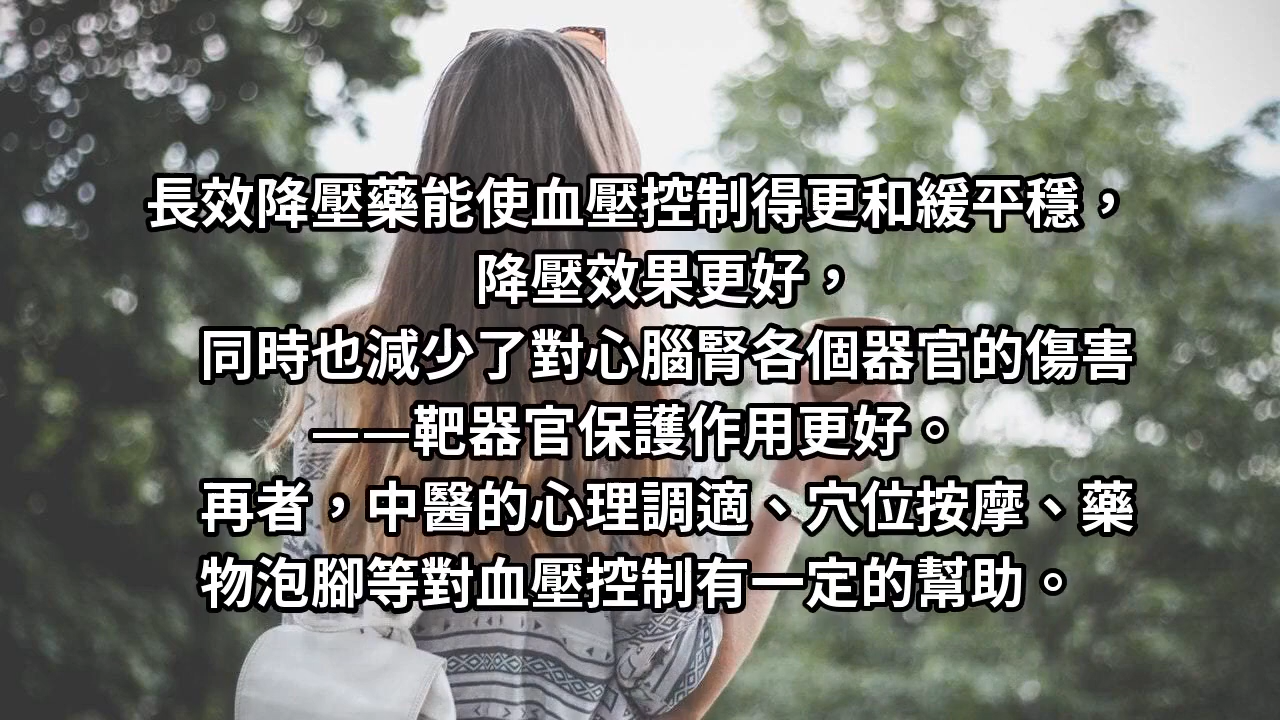 長效降壓藥能使血壓控制得更和緩平穩，
降壓效果更好，
同時也減少了對心腦腎各個器官的傷害
——靶器官保護作用更好。
再者，中醫的心理調適、穴位按摩、藥
物泡腳等對血壓控制有一定的幫助。